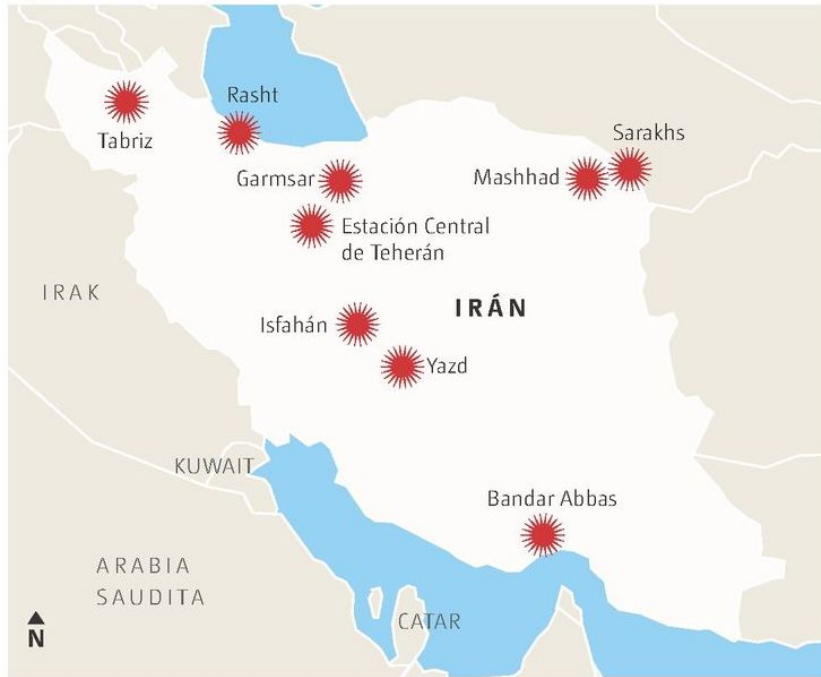 Rasht
Tabriz
Sarakhs
Garmsar
Mashhad
Estación Central
de Teherán
IRAK
IRÁN
Isfahán
Yazd
KUWAIT
Bandar Abbas
ARABIA
SAUDITA
CATAR
N